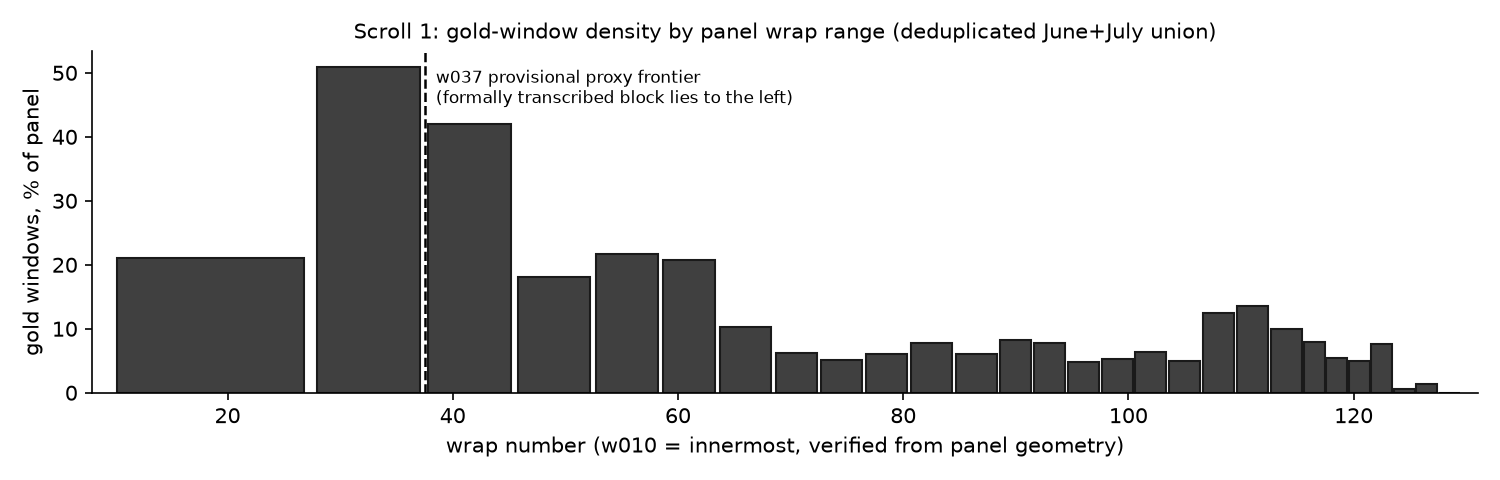 Scroll 1: gold-window density by panel wrap range (deduplicated June+July union)
w037 provisional proxy frontier
(formally transcribed block lies to the left)
gold windows, % of panel
50
40
30
20
10
0
20 40 60 80 100 120
wrap number (w010 = innermost, verified from panel geometry)